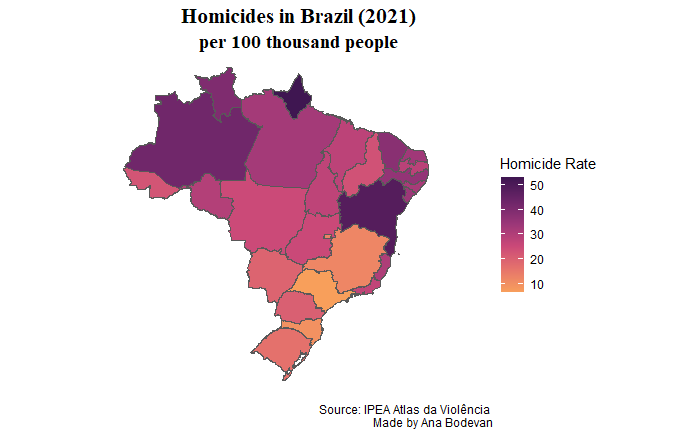 Homicides in Brazil (2021)
per 100 thousand people
Homicide Rate
50
40
30
20
10
Source: IPEA Atlas da Violência
Made by Ana Bodevan